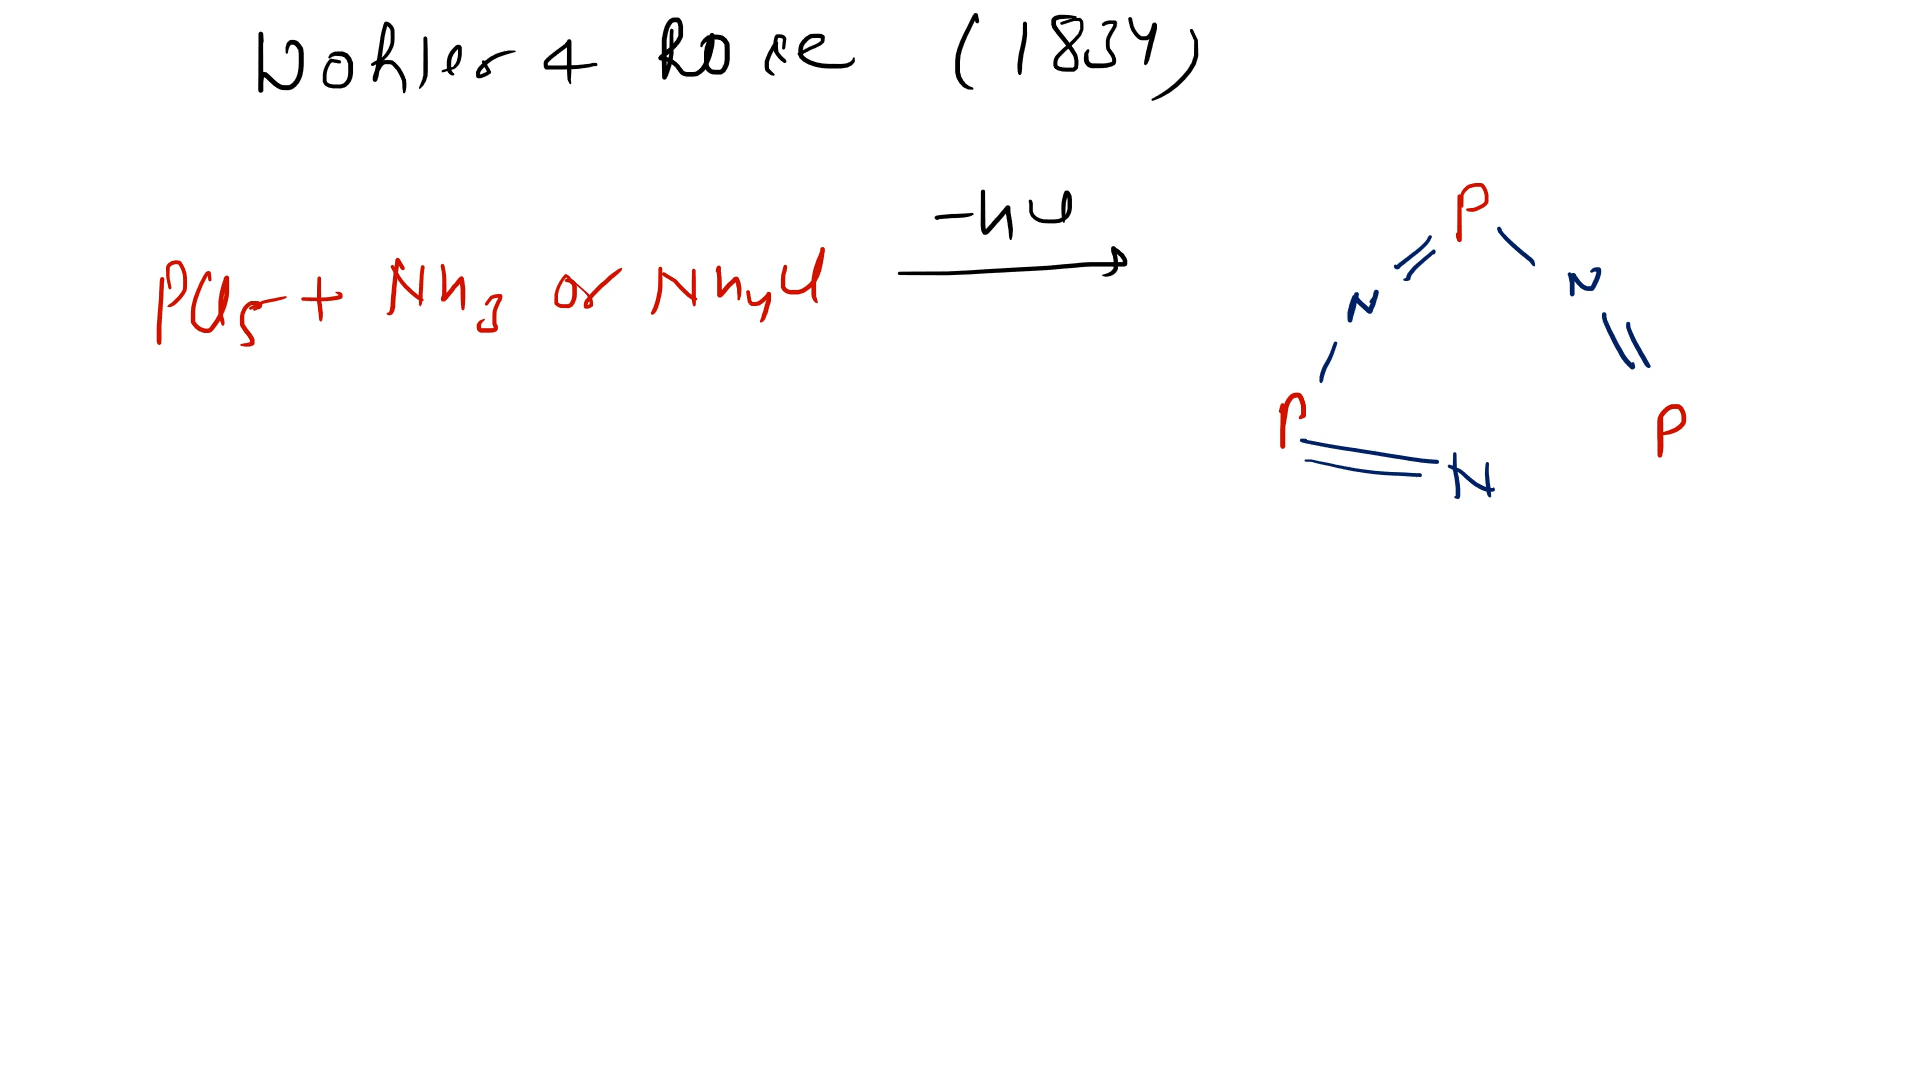 Wohler & Rose (1834)
-HCl
PCl5 + NH3 or NH4Cl
P
N N
P P
N